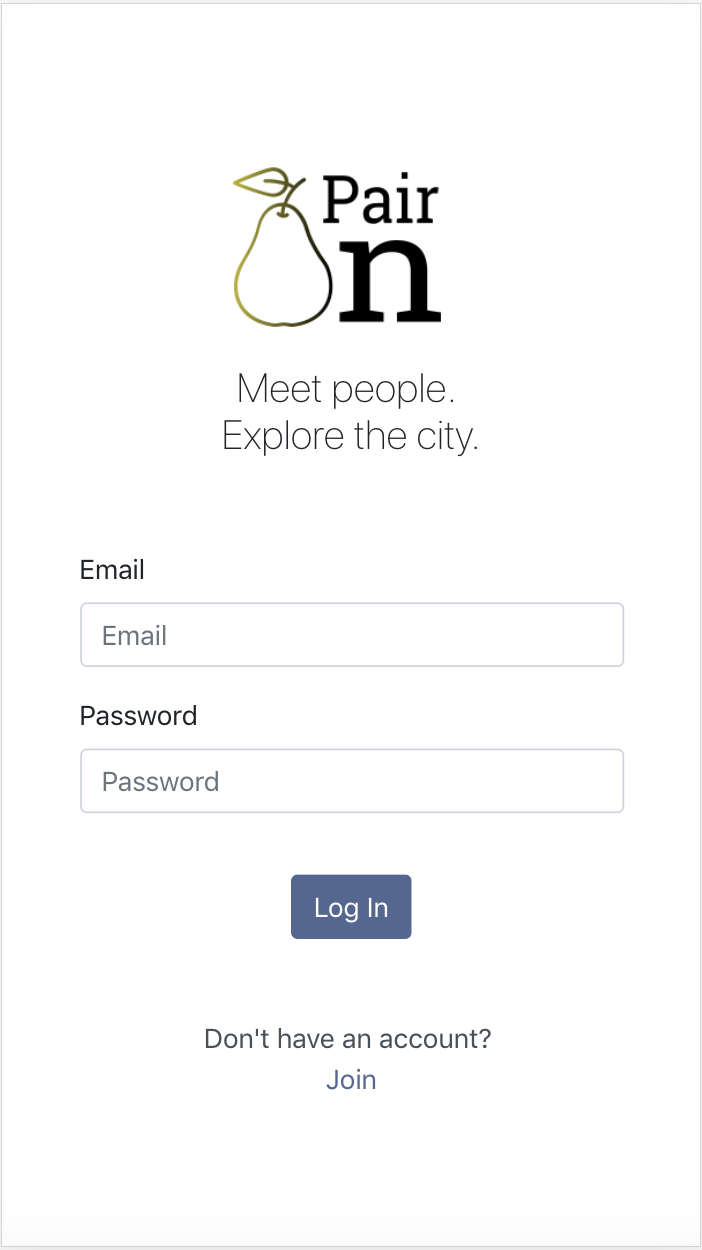 Pair
n
Meet people.
Explore the city.
Email
Email
Password
Password
Log In
Don't have an account?
Join